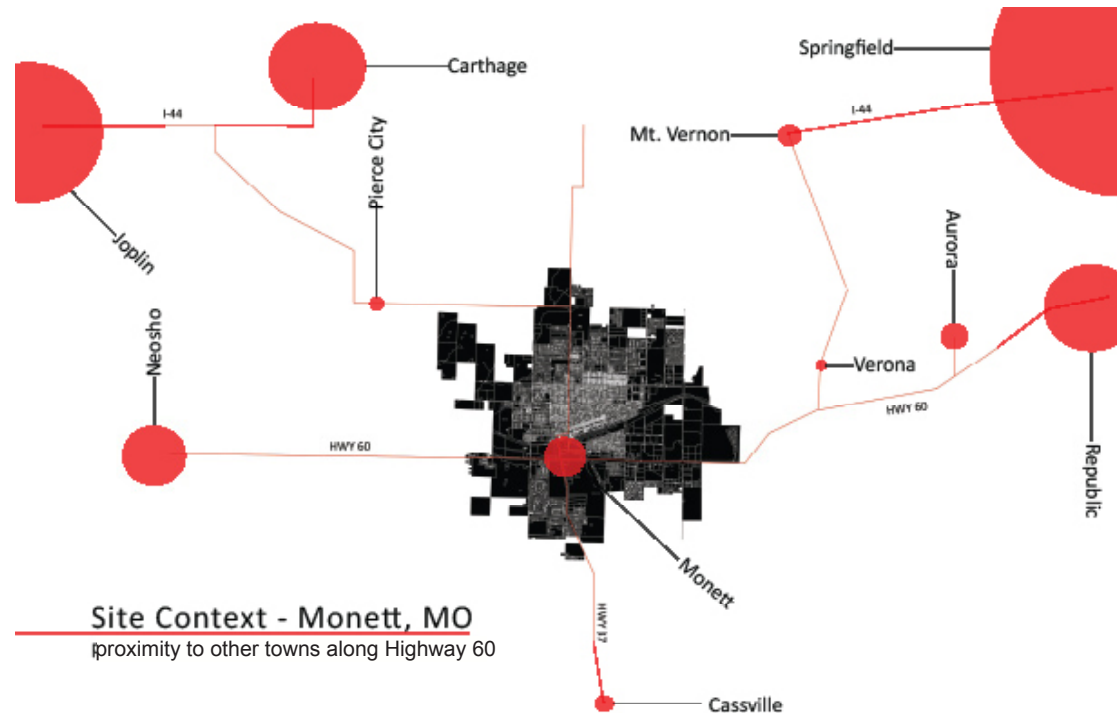 Springfield
Carthage
I-44
I-44
Mt. Vernon
Pierce City
Joplin
Aurora
Neosho
Verona
HWY 60
HWY 60
Republic
Monett
HWY 37
Site Context - Monett, MO
proximity to other towns along Highway 60
Cassville